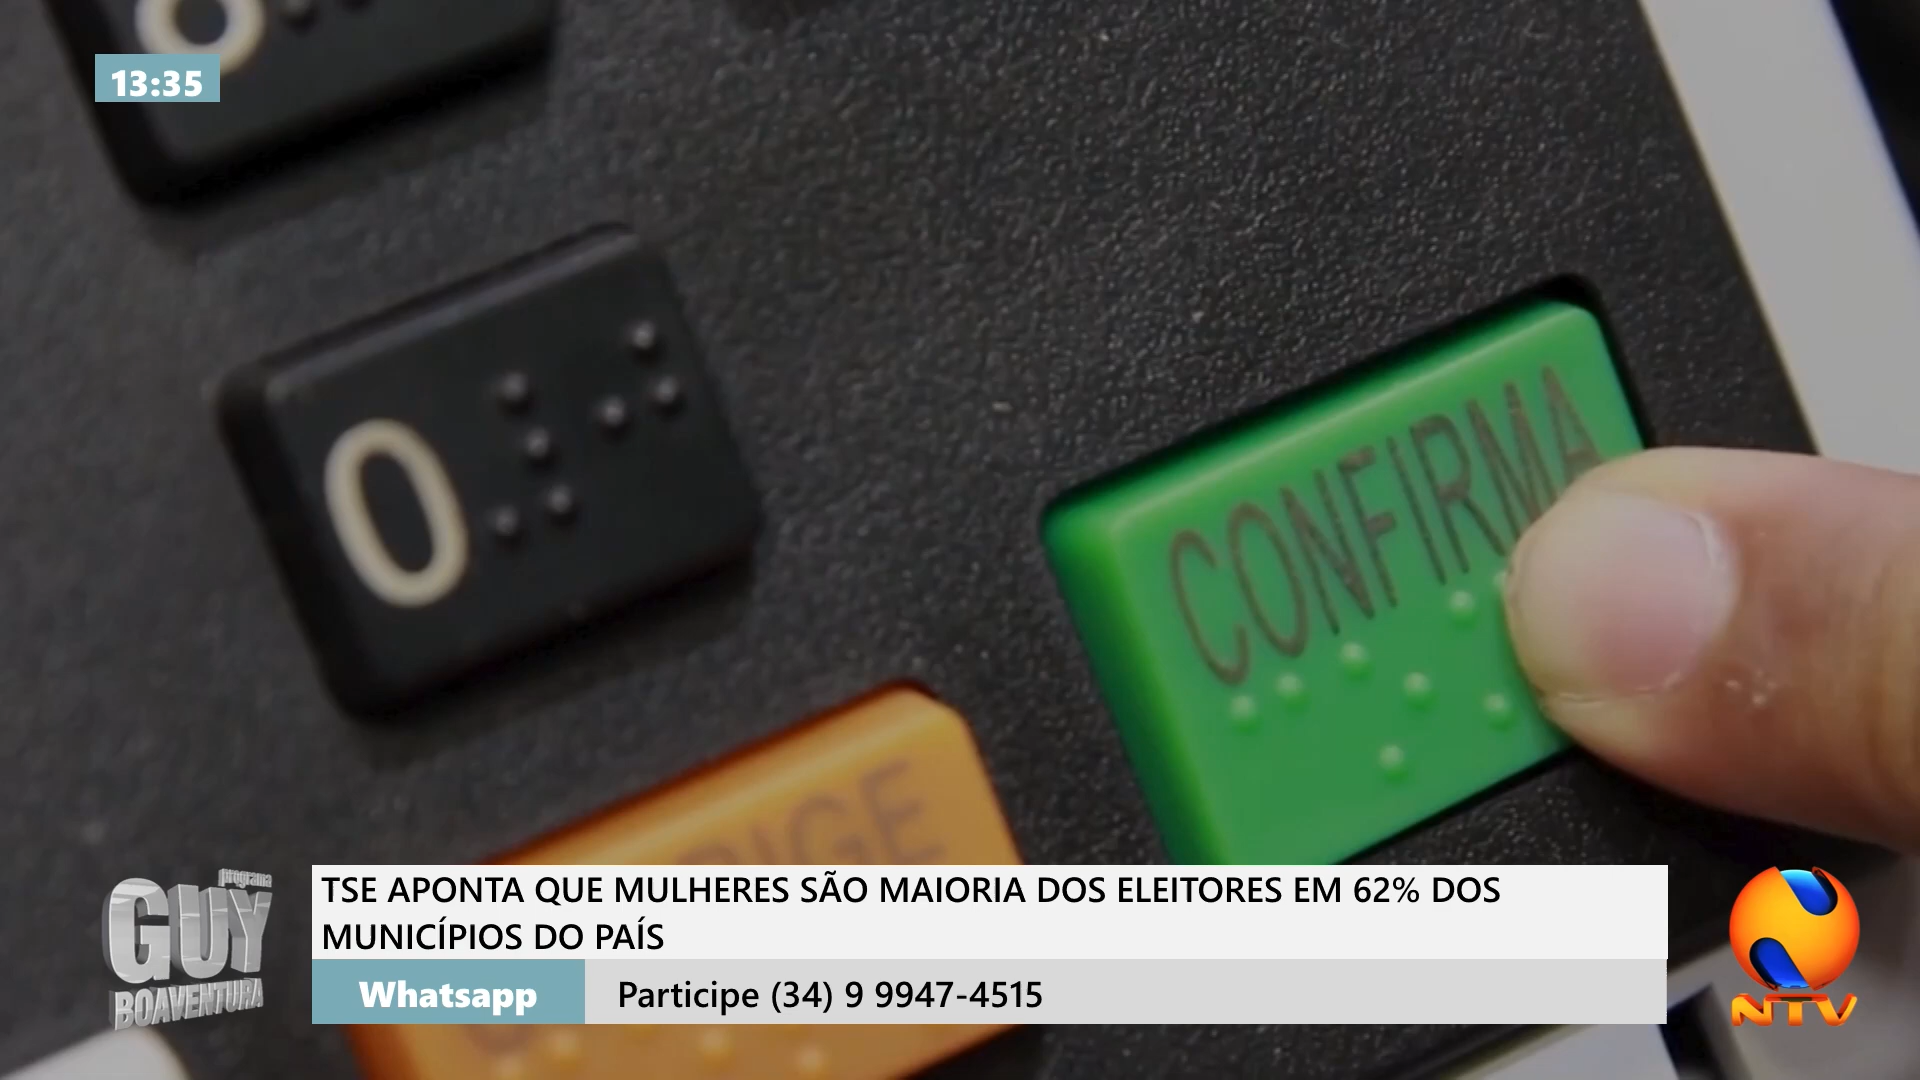 13:35
0
CONFIRMA
programa
GUY
BOAVENTURA
TSE APONTA QUE MULHERES SÃO MAIORIA DOS ELEITORES EM 62% DOS
MUNICÍPIOS DO PAÍS
Whatsapp
Participe (34) 9 9947-4515
NTV